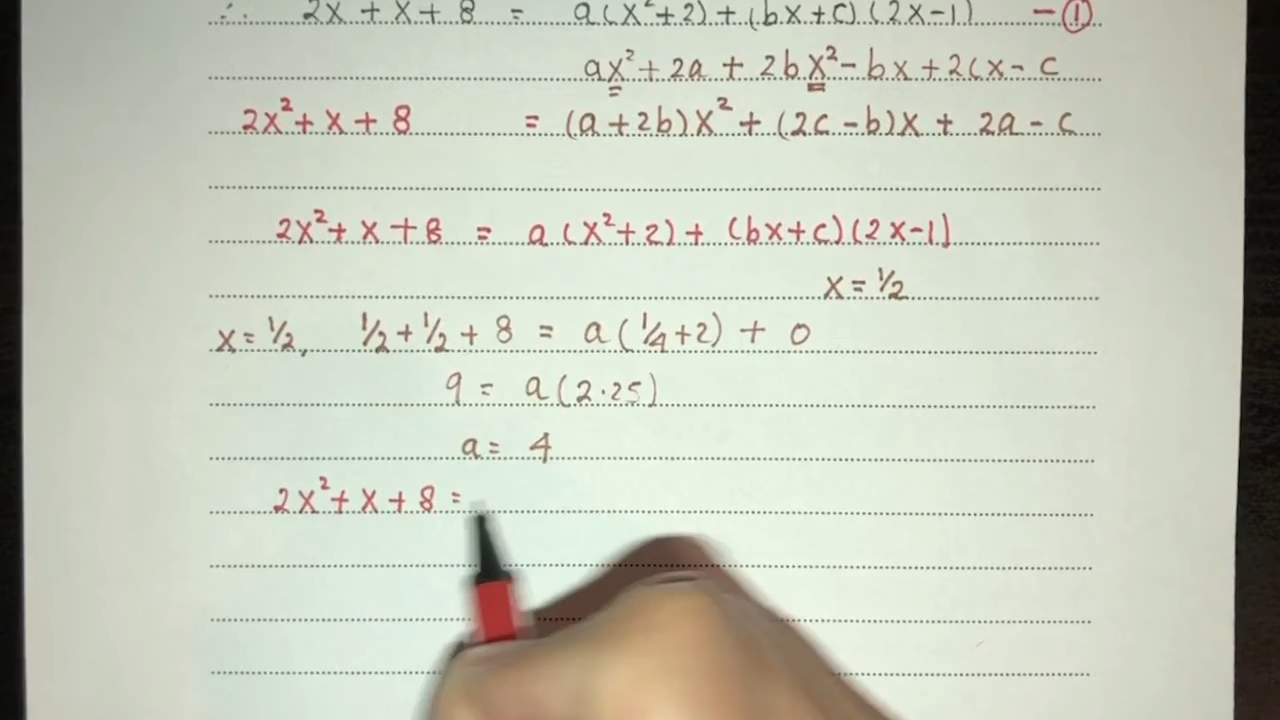 ∴ 2x + x + 8 = a(x²+2) + (bx+c)(2x-1) - ①
ax² + 2a + 2bx² - bx + 2cx - c
2x² + x + 8 = (a+2b)x² + (2c-b)x + 2a - c
2x² + x + 8 = a(x²+2) + (bx+c)(2x-1)
x = ½
x = ½, ½ + ½ + 8 = a(¼+2) + 0
9 = a(2·25)
a = 4
2x² + x + 8 =